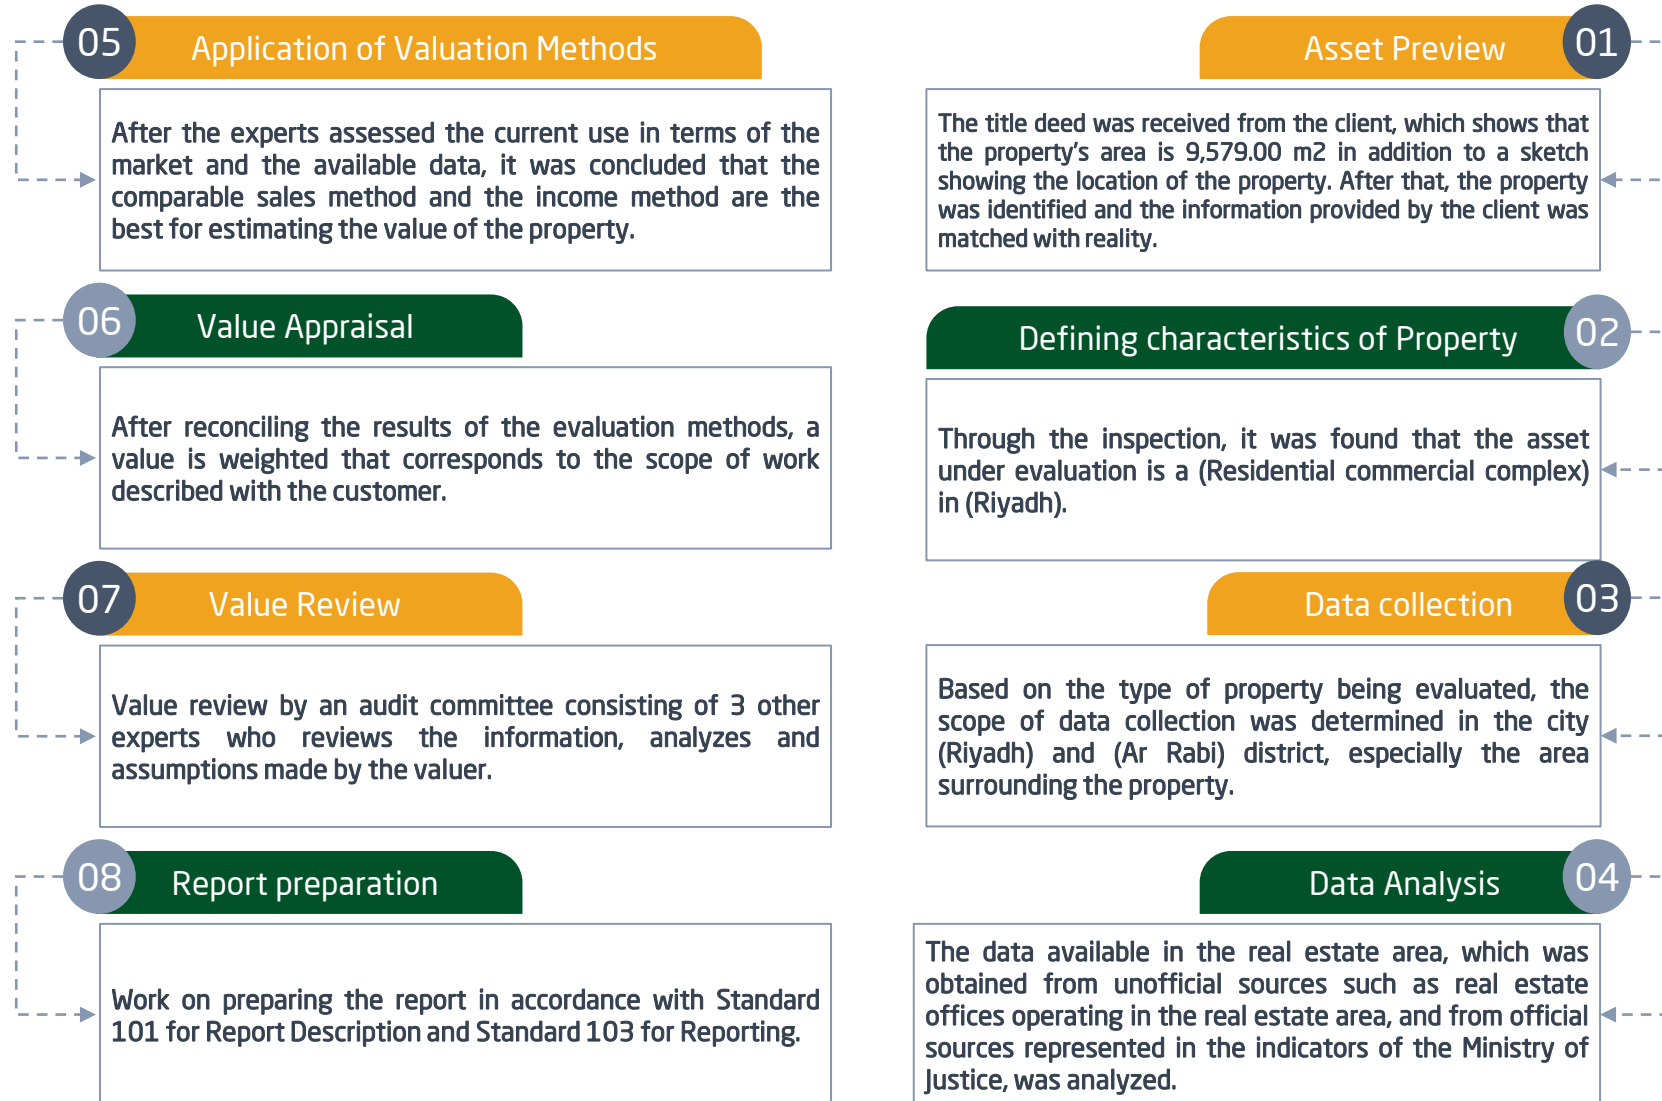 01
Asset Preview
The title deed was received from the client, which shows that
the property's area is 9,579.00 m2 in addition to a sketch
showing the location of the property. After that, the property
was identified and the information provided by the client was
matched with reality.
02
Defining characteristics of Property
Through the inspection, it was found that the asset
under evaluation is a (Residential commercial complex)
in (Riyadh).
03
Data collection
Based on the type of property being evaluated, the
scope of data collection was determined in the city
(Riyadh) and (Ar Rabi) district, especially the area
surrounding the property.
04
Data Analysis
The data available in the real estate area, which was
obtained from unofficial sources such as real estate
offices operating in the real estate area, and from official
sources represented in the indicators of the Ministry of
Justice, was analyzed.
05
Application of Valuation Methods
After the experts assessed the current use in terms of the
market and the available data, it was concluded that the
comparable sales method and the income method are the
best for estimating the value of the property.
06
Value Appraisal
After reconciling the results of the evaluation methods, a
value is weighted that corresponds to the scope of work
described with the customer.
07
Value Review
Value review by an audit committee consisting of 3 other
experts who reviews the information, analyzes and
assumptions made by the valuer.
08
Report preparation
Work on preparing the report in accordance with Standard
101 for Report Description and Standard 103 for Reporting.